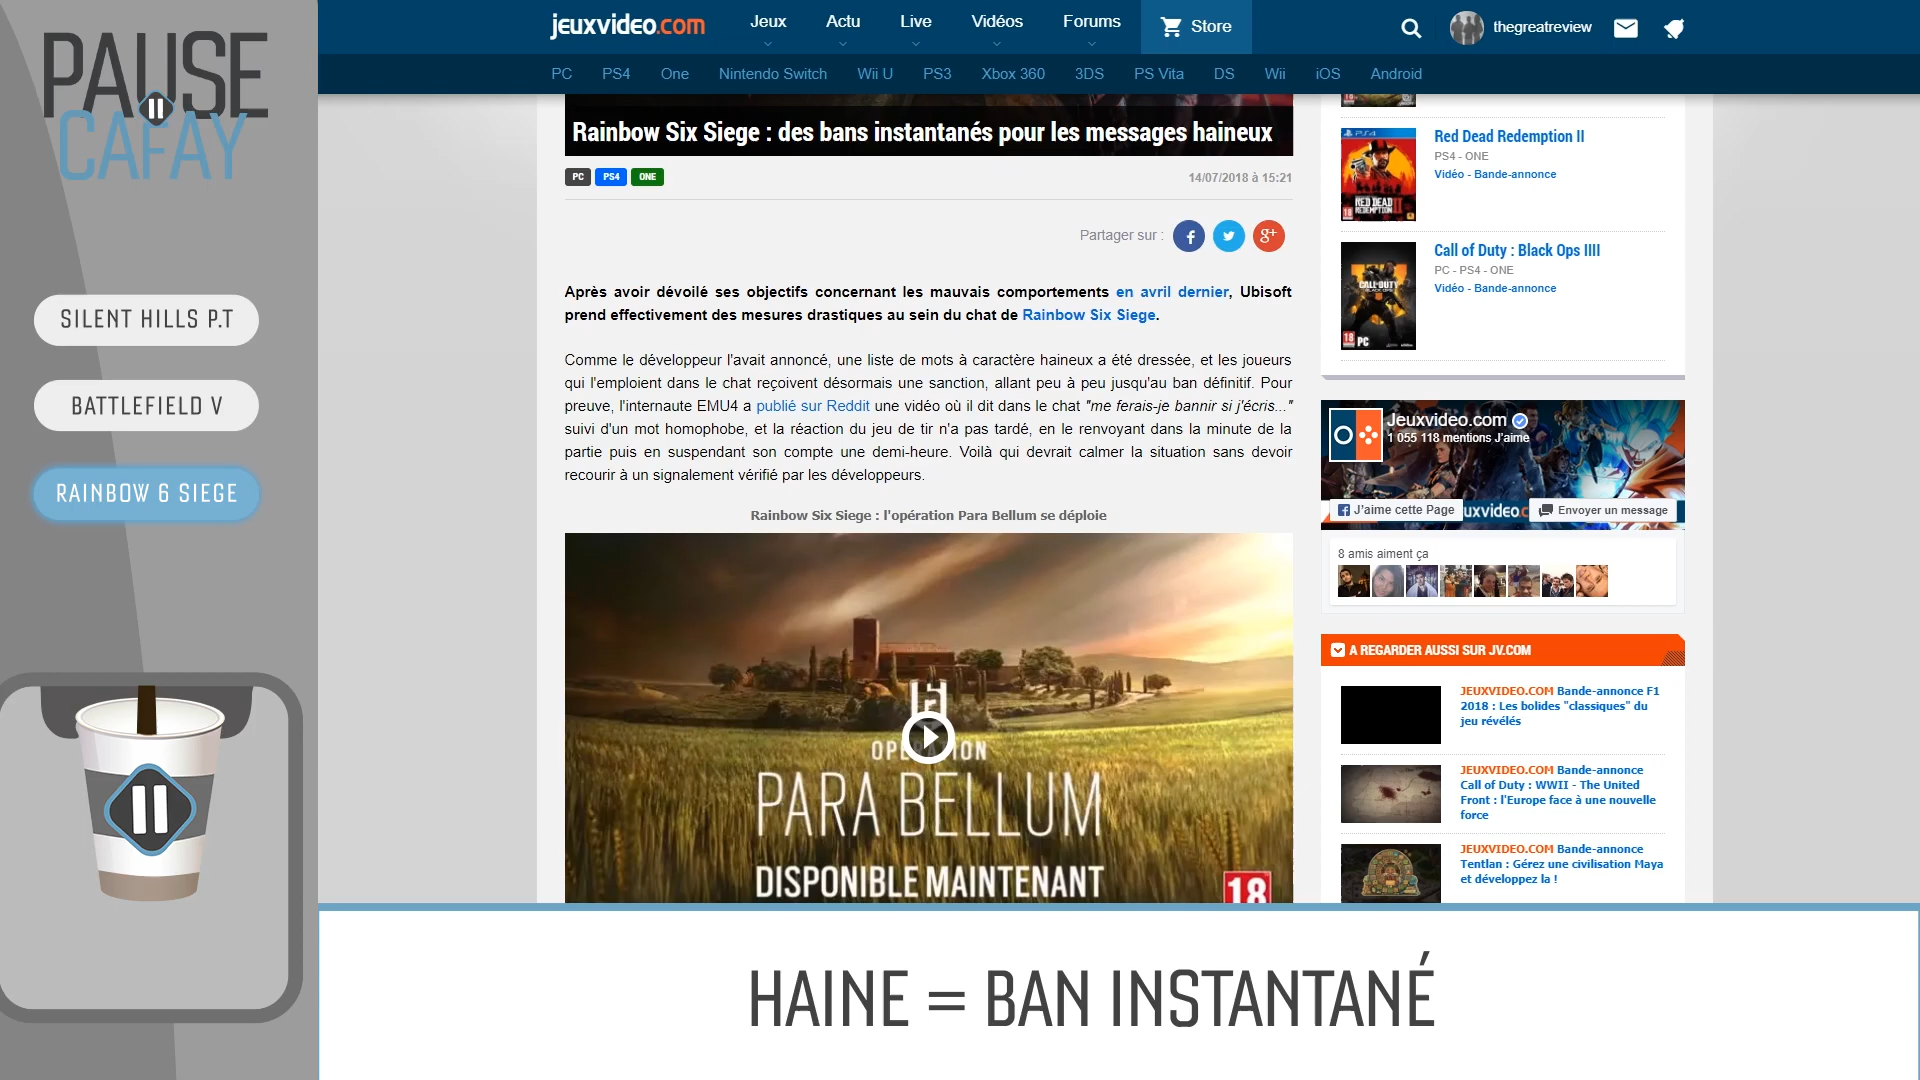 PAUSE
CAFAY
SILENT HILLS P.T
BATTLEFIELD V
RAINBOW 6 SIEGE
jeuxvideo.com
Jeux
Actu
Live
Vidéos
Forums
Store
thegreatreview
PC
PS4
One
Nintendo Switch
Wii U
PS3
Xbox 360
3DS
PS Vita
DS
Wii
iOS
Android
Rainbow Six Siege : des bans instantanés pour les messages haineux
PC
PS4
ONE
14/07/2018 à 15:21
Partager sur :
Après avoir dévoilé ses objectifs concernant les mauvais comportements en avril dernier, Ubisoft
prend effectivement des mesures drastiques au sein du chat de Rainbow Six Siege.
Comme le développeur l'avait annoncé, une liste de mots à caractère haineux a été dressée, et les joueurs
qui l'emploient dans le chat reçoivent désormais une sanction, allant peu à peu jusqu'au ban définitif. Pour
preuve, l'internaute EMU4 a publié sur Reddit une vidéo où il dit dans le chat "me ferais-je bannir si j'écris..."
suivi d'un mot homophobe, et la réaction du jeu de tir n'a pas tardé, en le renvoyant dans la minute de la
partie puis en suspendant son compte une demi-heure. Voilà qui devrait calmer la situation sans devoir
recourir à un signalement vérifié par les développeurs.
Rainbow Six Siege : l'opération Para Bellum se déploie
PARA BELLUM
DISPONIBLE MAINTENANT
18
Red Dead Redemption II
PS4 - ONE
Vidéo - Bande-annonce
PS4
RED DEAD
REDEMPTION II
18
Call of Duty : Black Ops IIII
PC - PS4 - ONE
Vidéo - Bande-annonce
CALL OF DUTY
18 PC
Jeuxvideo.com
1 055 118 mentions J'aime
J'aime cette Page
Envoyer un message
8 amis aiment ça
A REGARDER AUSSI SUR JV.COM
JEUXVIDEO.COM Bande-annonce F1
2018 : Les bolides "classiques" du
jeu révélés
JEUXVIDEO.COM Bande-annonce
Call of Duty : WWII - The United
Front : l'Europe face à une nouvelle
force
JEUXVIDEO.COM Bande-annonce
Tentlan : Gérez une civilisation Maya
et développez la !
HAINE = BAN INSTANTANÉ